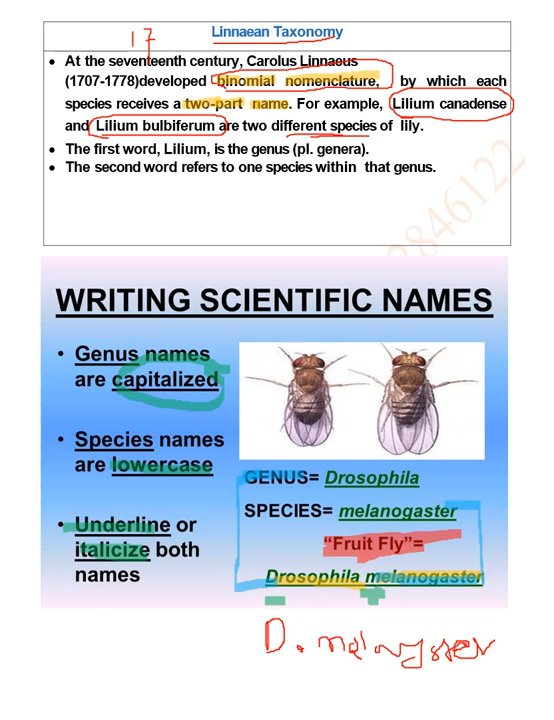 Linnaean Taxonomy
17
• At the seventeenth century, Carolus Linnaeus
(1707-1778)developed binomial nomenclature, by which each
species receives a two-part name. For example, Lilium canadense
and Lilium bulbiferum are two different species of lily.
• The first word, Lilium, is the genus (pl. genera).
• The second word refers to one species within that genus.
2846122
WRITING SCIENTIFIC NAMES
• Genus names
are capitalized
• Species names
are lowercase
• Underline or
italicize both
names
GENUS= Drosophila
SPECIES= melanogaster
“Fruit Fly”=
Drosophila melanogaster
D.